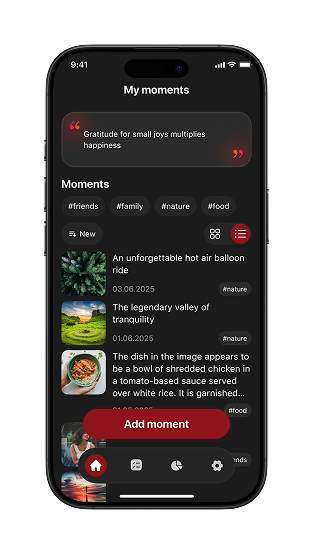 9:41
My moments
Gratitude for small joys multiplies
happiness
Moments
#friends #family #nature #food
New
An unforgettable hot air balloon
ride
03.06.2025 #nature
The legendary valley of
tranquility
01.06.2025 #nature
The dish in the image appears to
be a bowl of shredded chicken in
a tomato-based sauce served
over white rice. It is garnished...
#food
Add moment